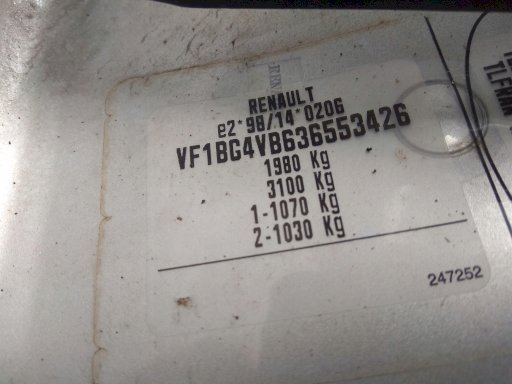 RENAULT
e2*98/14*0206
VF1BG4VB636553426
1980 Kg
3100 Kg
1-1070 Kg
2-1030 Kg
247252